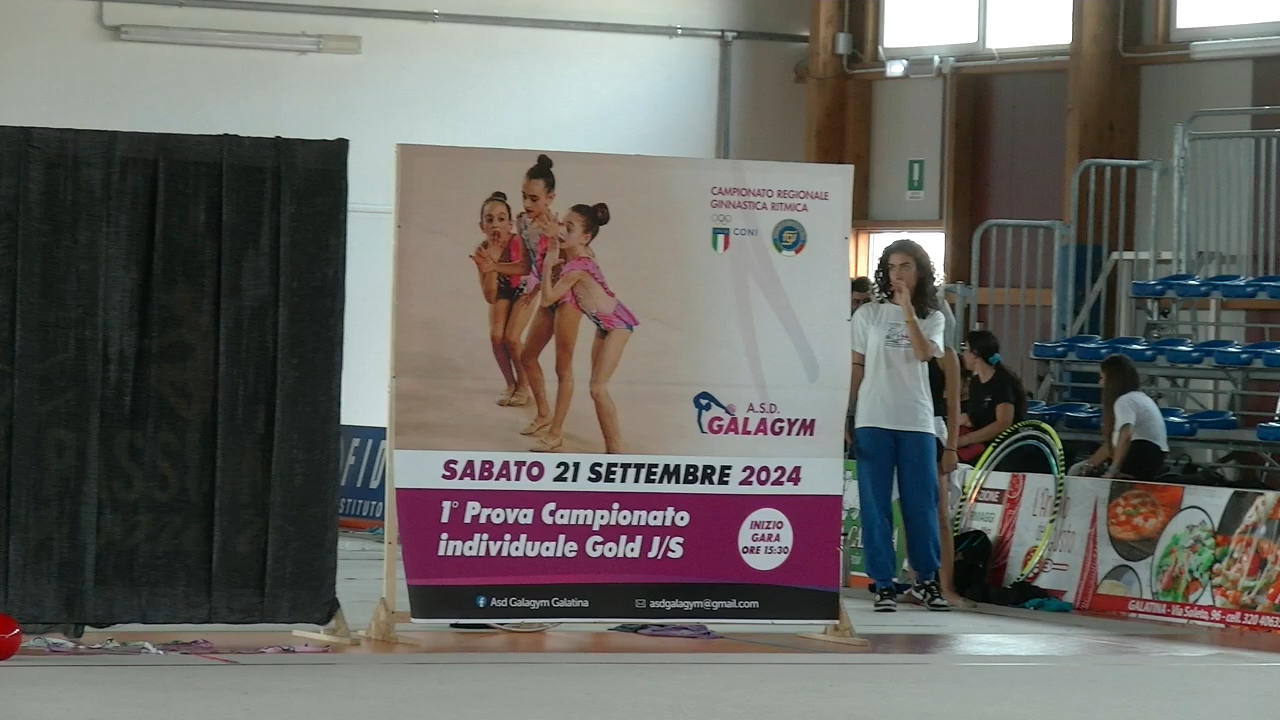 CAMPIONATO REGIONALE
GINNASTICA RITMICA
CONI
A.S.D.
GALAGYM
SABATO 21 SETTEMBRE 2024
1° Prova Campionato
individuale Gold J/S
INIZIO
GARA
ORE 15:30
Asd Galagym Galatina
asdgalagym@gmail.com
GALATINA - Via Soleto, 96 - cell. 320 4063